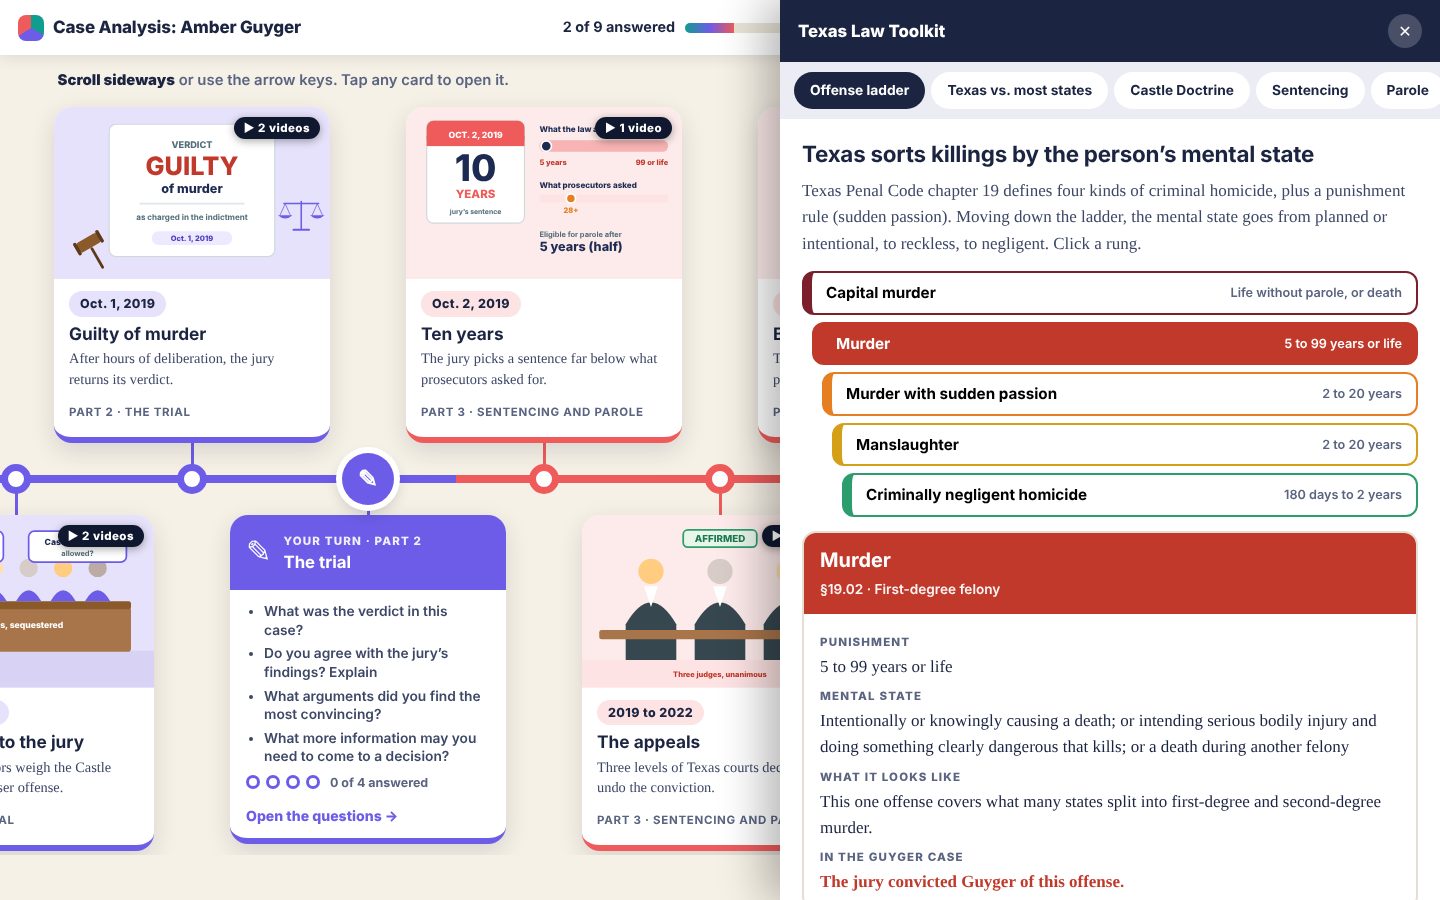 Case Analysis: Amber Guyger
2 of 9 answered
Scroll sideways or use the arrow keys. Tap any card to open it.
▶ 2 videos
VERDICT
GUILTY
of murder
as charged in the indictment
Oct. 1, 2019
Oct. 1, 2019
Guilty of murder
After hours of deliberation, the jury
returns its verdict.
PART 2 · THE TRIAL
▶ 1 video
OCT. 2, 2019
10
YEARS
jury's sentence
What the law a
5 years
99 or life
What prosecutors asked
28+
Eligible for parole after
5 years (half)
Oct. 2, 2019
Ten years
The jury picks a sentence far below what
prosecutors asked for.
PART 3 · SENTENCING AND PAROLE
▶ 2 videos
allowed?
s, sequestered
to the jury
rs weigh the Castle
ser offense.
AL
✎
✎
YOUR TURN · PART 2
The trial
• What was the verdict in this
case?
• Do you agree with the jury's
findings? Explain
• What arguments did you find the
most convincing?
• What more information may you
need to come to a decision?
0 of 4 answered
Open the questions →
AFFIRMED
Three judges, unanimous
2019 to 2022
The appeals
Three levels of Texas courts dec
undo the conviction.
PART 3 · SENTENCING AND PA
Texas Law Toolkit
✕
Offense ladder
Texas vs. most states
Castle Doctrine
Sentencing
Parole
Texas sorts killings by the person's mental state
Texas Penal Code chapter 19 defines four kinds of criminal homicide, plus a punishment
rule (sudden passion). Moving down the ladder, the mental state goes from planned or
intentional, to reckless, to negligent. Click a rung.
Capital murder
Life without parole, or death
Murder
5 to 99 years or life
Murder with sudden passion
2 to 20 years
Manslaughter
2 to 20 years
Criminally negligent homicide
180 days to 2 years
Murder
§19.02 · First-degree felony
PUNISHMENT
5 to 99 years or life
MENTAL STATE
Intentionally or knowingly causing a death; or intending serious bodily injury and
doing something clearly dangerous that kills; or a death during another felony
WHAT IT LOOKS LIKE
This one offense covers what many states split into first-degree and second-degree
murder.
IN THE GUYGER CASE
The jury convicted Guyger of this offense.